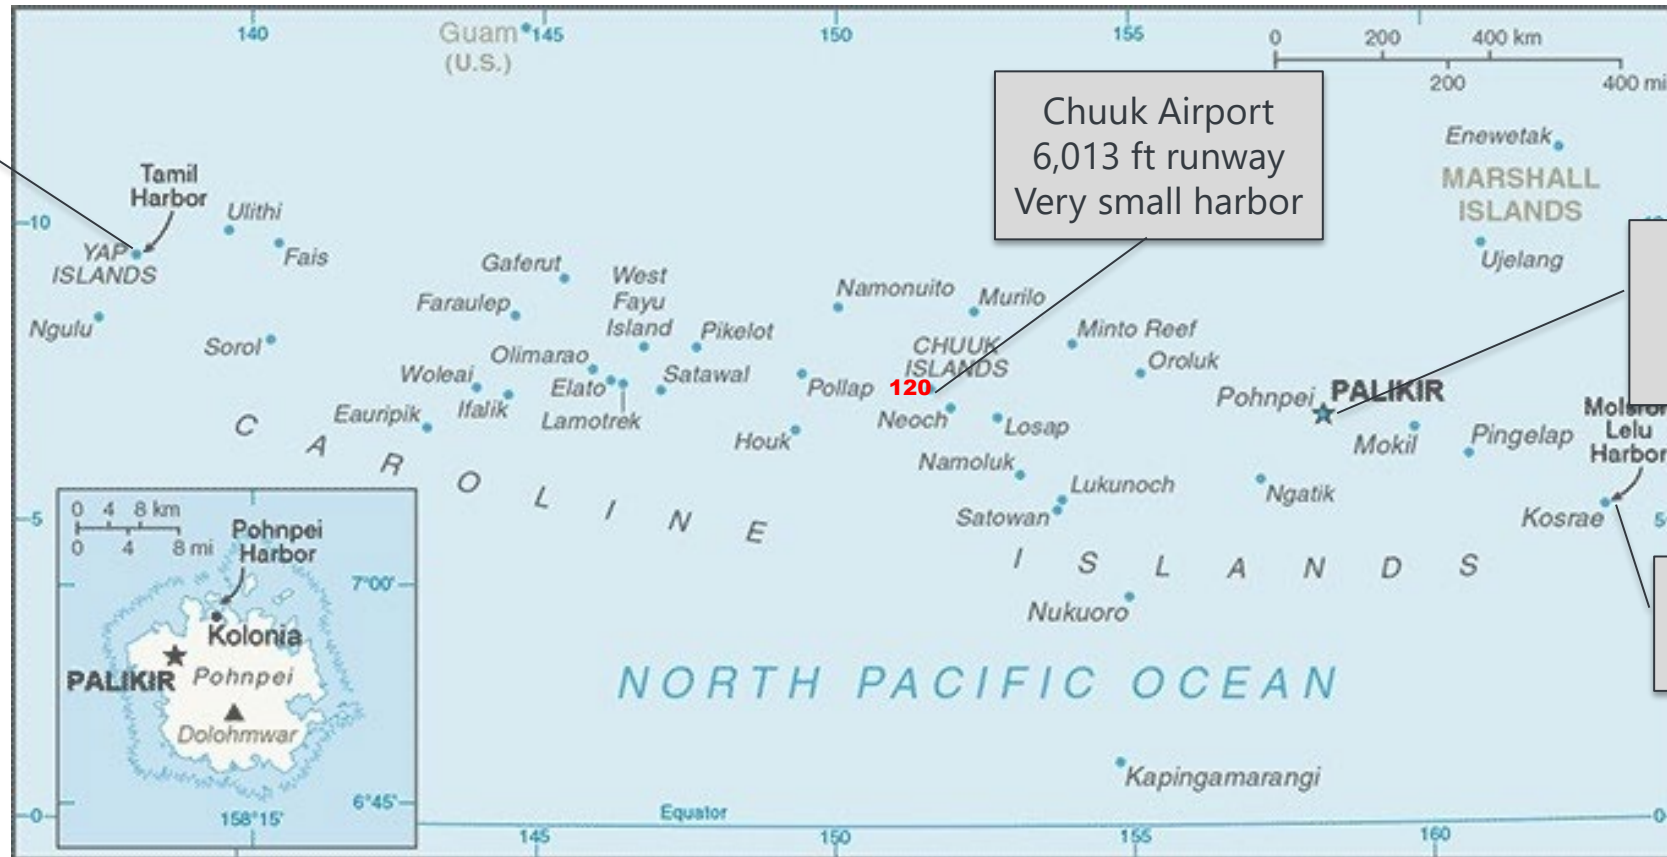 140
Guam
(U.S.)
145
150
155
0 200 400 km
200 400 mi
Chuuk Airport
6,013 ft runway
Very small harbor
Enewetak
MARSHALL
ISLANDS
Ujelang
Tamil
Harbor
10
Ulithi
YAP
ISLANDS
Fais
Ngulu
Sorol
Gaferut
West
Fayu
Island
Faraulep
Pikelot
Olimarao
Woleai
Elato
Satawal
Ifalik
Lamotrek
Eauripik
Namonuito
Murilo
CHUUK
ISLANDS
Minto Reef
Oroluk
Pollap
120
Neoch
Losap
Houk
Namoluk
Lukunoch
Satowan
Pohnpei
PALIKIR
Mokil
Pingelap
Ngatik
Lelu
Harbor
Kosrae
5
5
CAROLINE
ISLANDS
Nukuoro
NORTH PACIFIC OCEAN
Kapingamarangi
0 4 8 km
0 4 8 mi
Pohnpei
Harbor
7°00'
Kolonia
PALIKIR
Pohnpei
Dolohmwar
6°45'
158°15'
0
Equator
0
145
150
155
160